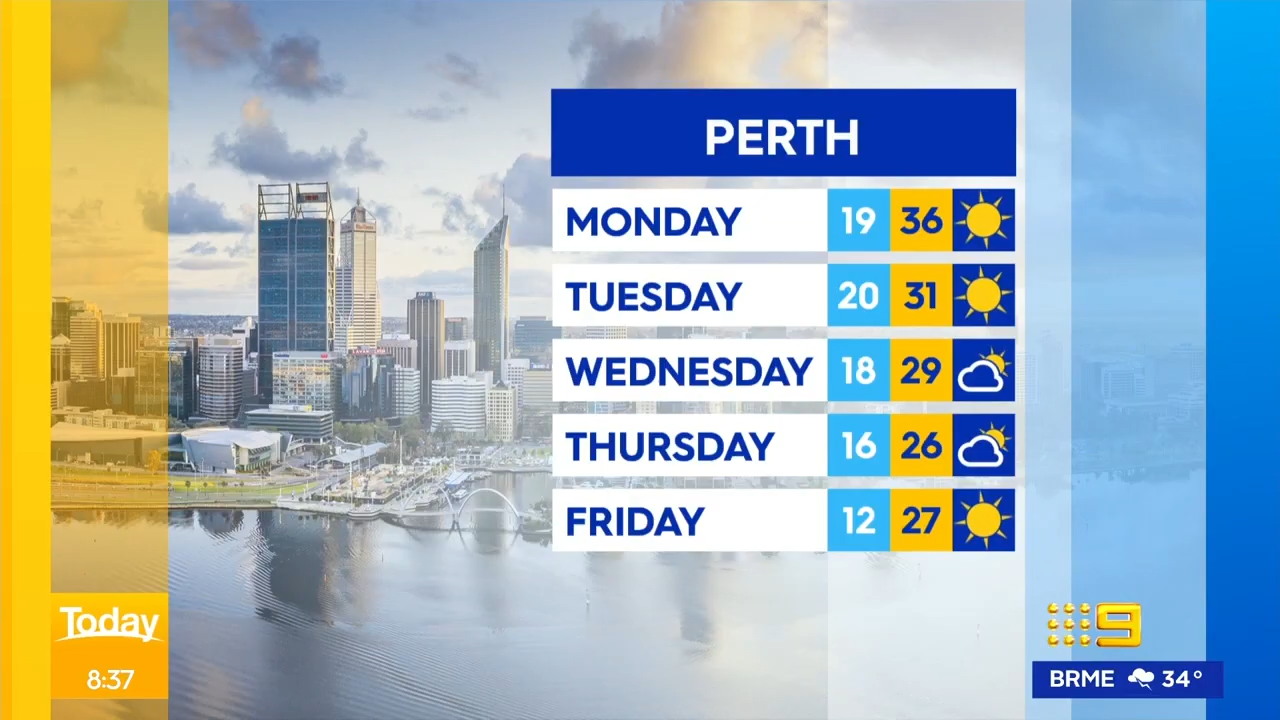 PERTH
MONDAY 19 36
TUESDAY 20 31
WEDNESDAY 18 29
THURSDAY 16 26
FRIDAY 12 27
Today
8:37
9
BRME 34°